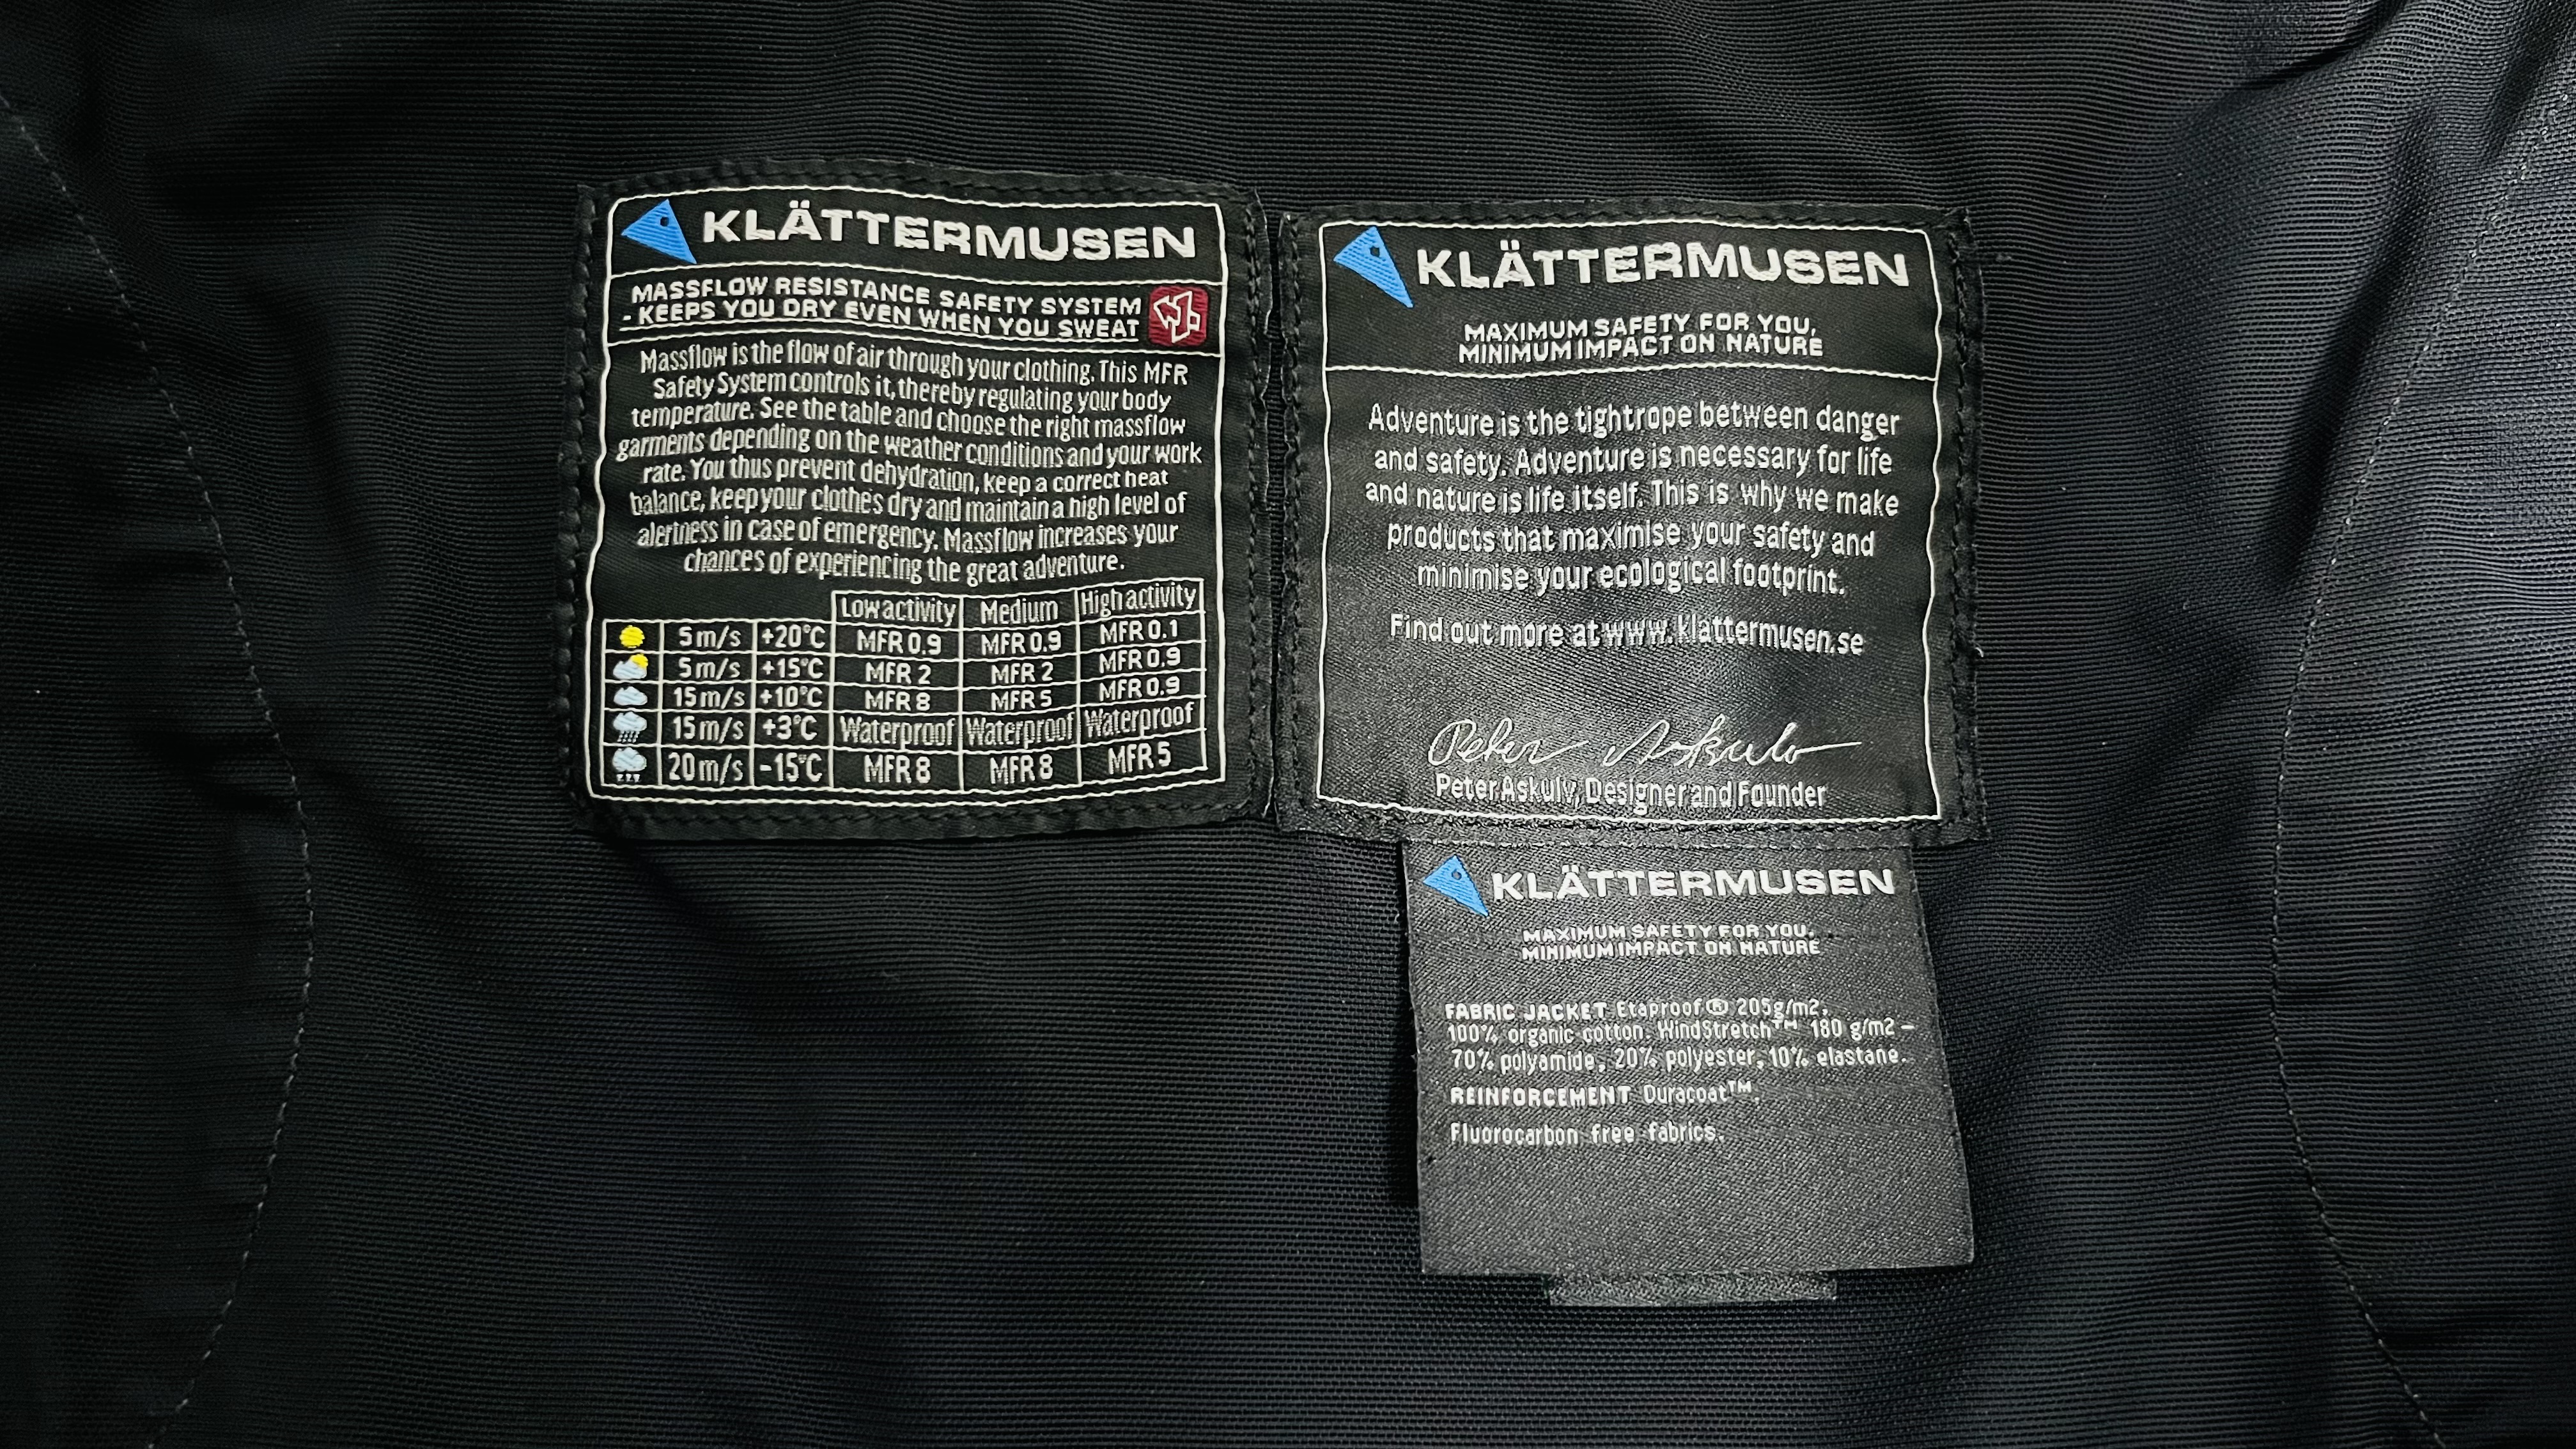 KLÄTTERMUSEN
MASSFLOW RESISTANCE SAFETY SYSTEM
- KEEPS YOU DRY EVEN WHEN YOU SWEAT
Massflow is the flow of air through your clothing. This MFR
Safety System controls it, thereby regulating your body
temperature. See the table and choose the right massflow
garments depending on the weather conditions and your work
rate. You thus prevent dehydration, keep a correct heat
balance, keep your clothes dry and maintain a high level of
alertness in case of emergency. Massflow increases your
chances of experiencing the great adventure.
Low activity Medium High activity
5 m/s +20°C MFR 0.9 MFR 0.9 MFR 0.1
5 m/s +15°C MFR 2 MFR 2 MFR 0.9
15 m/s +10°C MFR 8 MFR 5 MFR 0.9
15 m/s +3°C Waterproof Waterproof Waterproof
20 m/s -15°C MFR 8 MFR 8 MFR 5
KLÄTTERMUSEN
MAXIMUM SAFETY FOR YOU,
MINIMUM IMPACT ON NATURE
Adventure is the tightrope between danger
and safety. Adventure is necessary for life
and nature is life itself. This is why we make
products that maximise your safety and
minimise your ecological footprint.
Find out more at www.klattermusen.se
Peter Askulv
Peter Askulv, Designer and Founder
KLÄTTERMUSEN
MAXIMUM SAFETY FOR YOU.
MINIMUM IMPACT ON NATURE
FABRIC JACKET Etaproof® 205g/m2,
100% organic cotton. WindStretch™ 180 g/m2 –
70% polyamide, 20% polyester, 10% elastane.
REINFORCEMENT Duracoat™.
Fluorocarbon free fabrics.